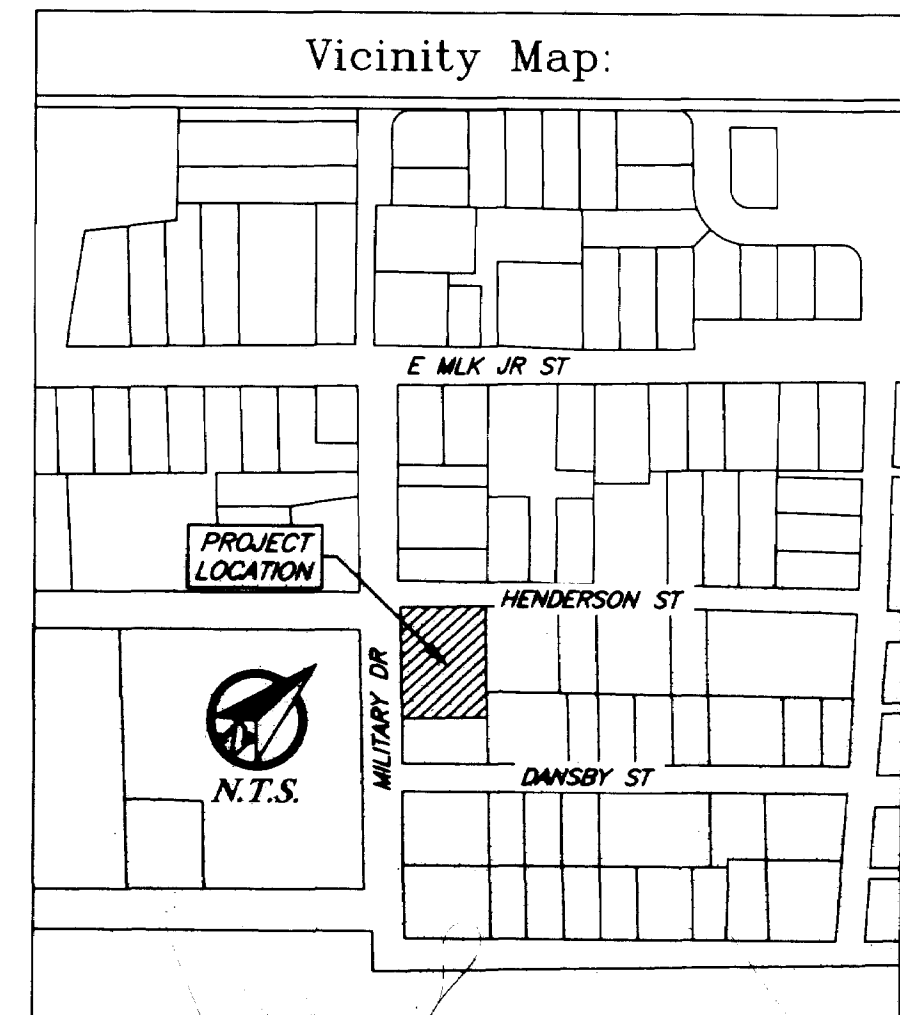 Vicinity Map:
E MLK JR ST
PROJECT
LOCATION
HENDERSON ST
MILITARY DR
N.T.S.
DANSBY ST